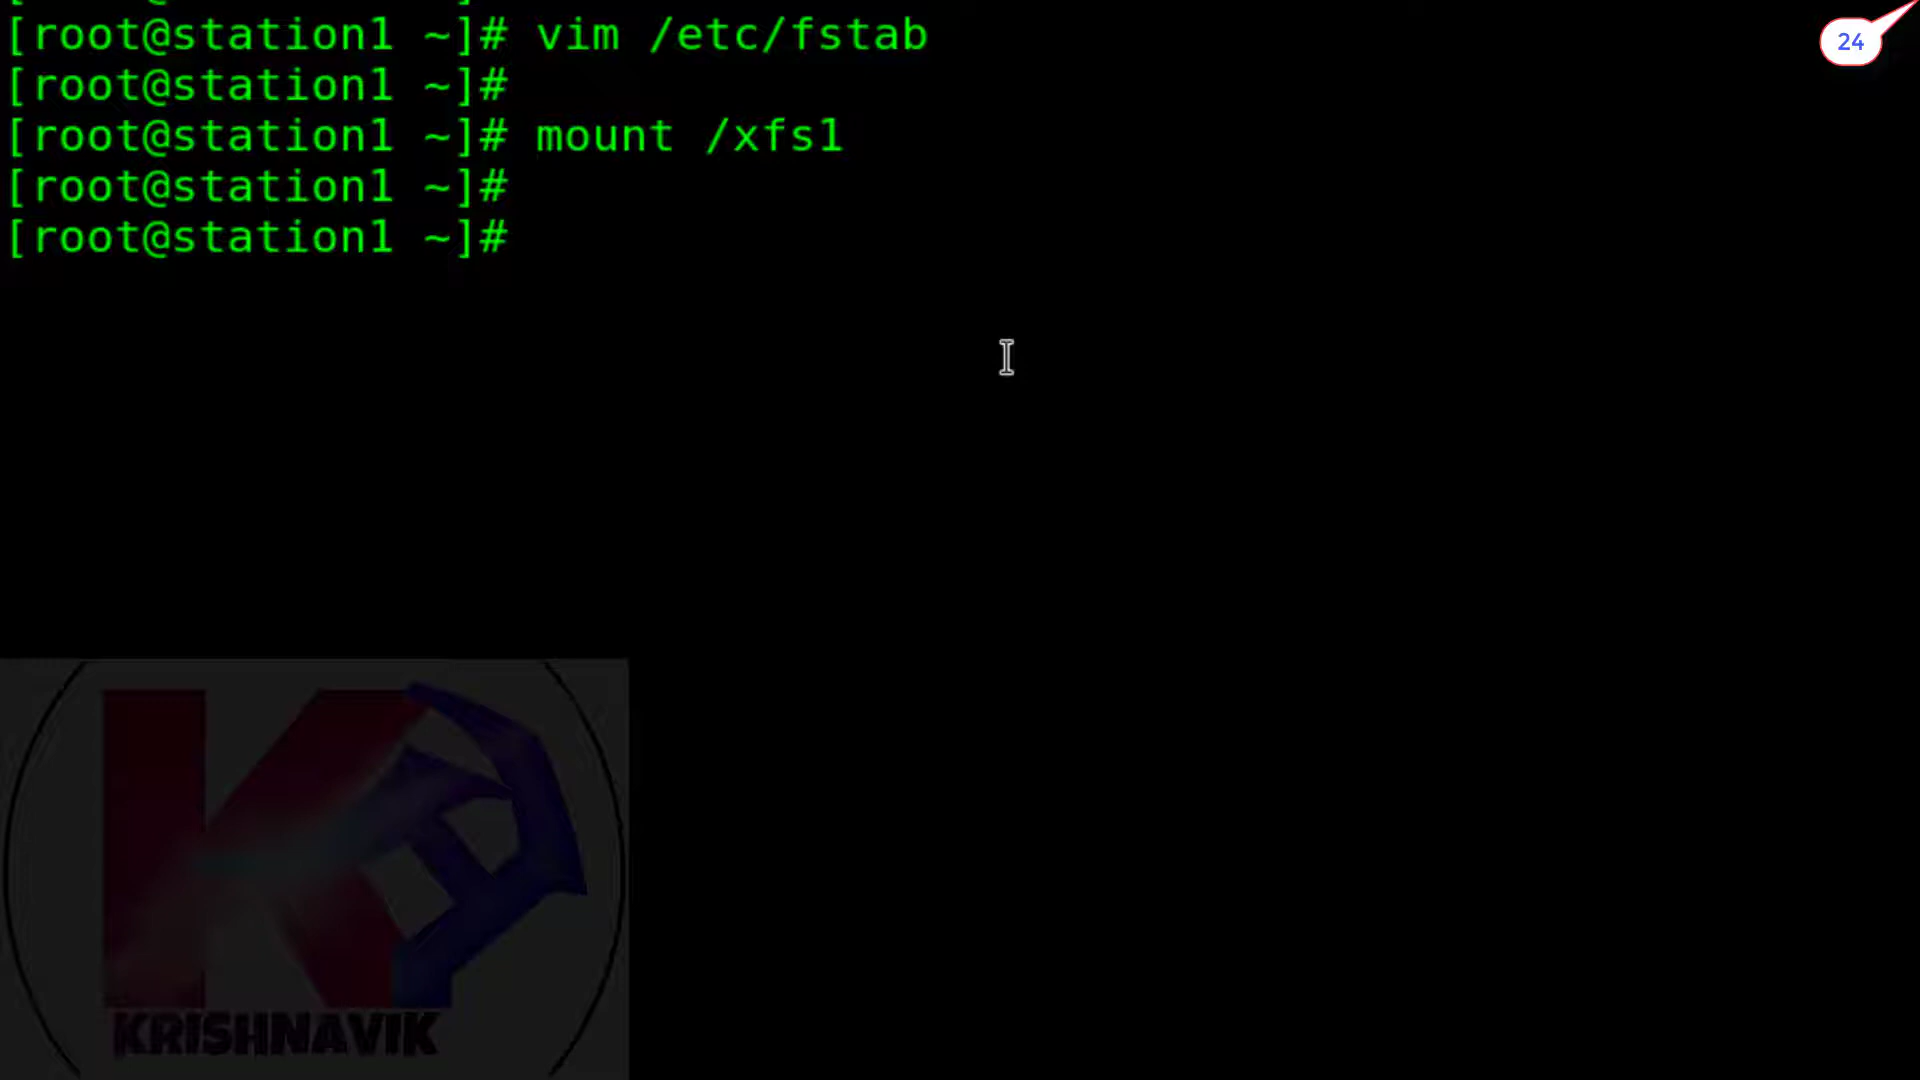 [root@station1 ~]# vim /etc/fstab
[root@station1 ~]#
[root@station1 ~]# mount /xfs1
[root@station1 ~]#
[root@station1 ~]#
24
KRISHNAVIK